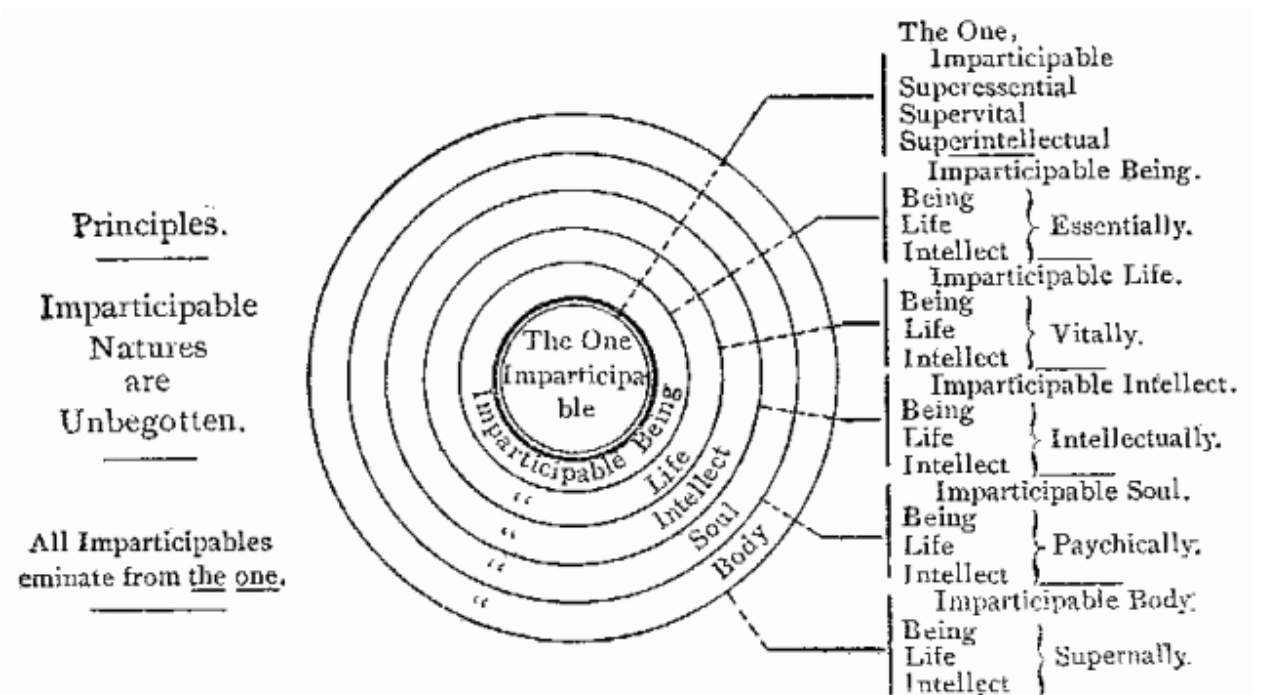 Principles.
Imparticipable
Natures
are
Unbegotten.
All Imparticipables
eminate from the one.
The One
Imparticipa
ble
Imparticipable Being
“ Life
“ Intellect
“ Soul
“ Body
The One,
Imparticipable
Superessential
Supervital
Superintellectual
Imparticipable Being.
Being
Life
Intellect
Essentially.
Imparticipable Life.
Being
Life
Intellect
Vitally.
Imparticipable Intellect.
Being
Life
Intellect
Intellectually.
Imparticipable Soul.
Being
Life
Intellect
Paychically.
Imparticipable Body.
Being
Life
Intellect
Supernally.